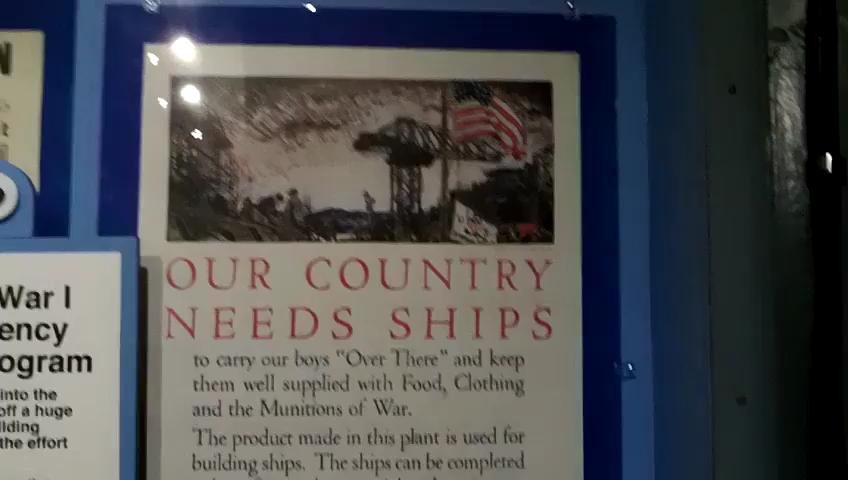 OUR COUNTRY
NEEDS SHIPS
to carry our boys "Over There" and keep
them well supplied with Food, Clothing
and the Munitions of War.
The product made in this plant is used for
building ships. The ships can be completed
War I
ency
ogram
into the
off a huge
lding
the effort
N